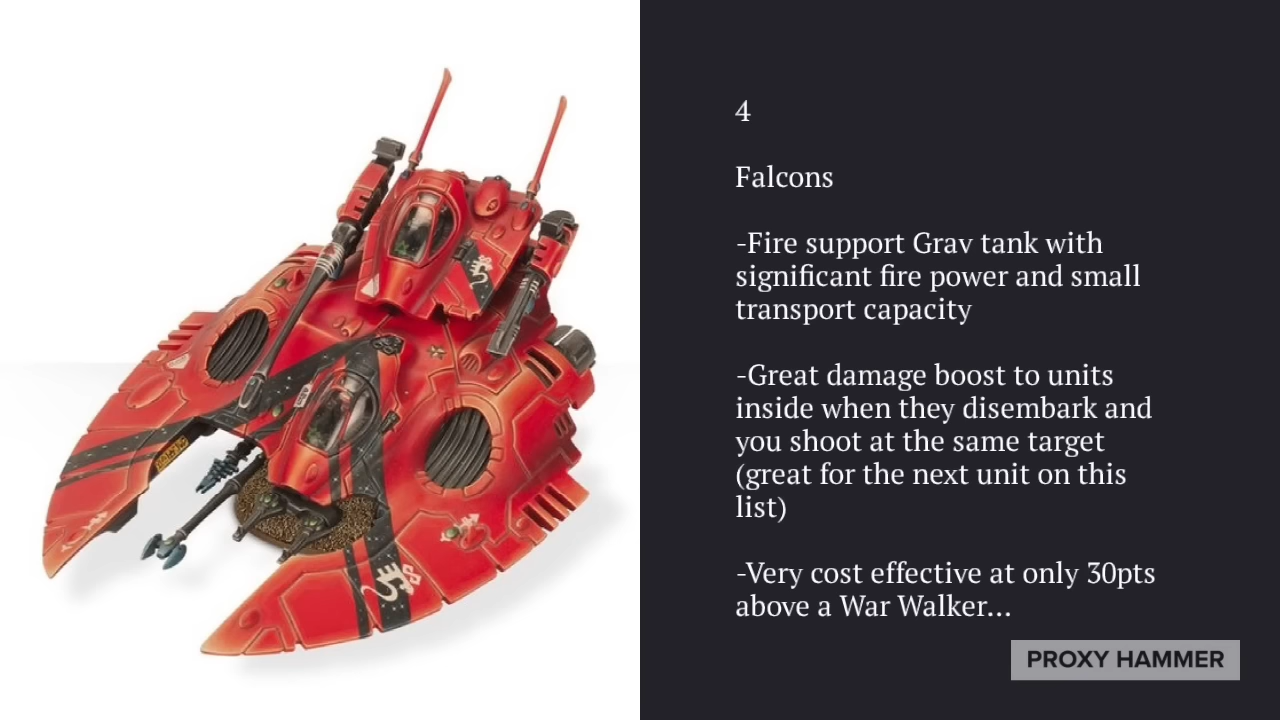 4
Falcons
-Fire support Grav tank with
significant fire power and small
transport capacity
-Great damage boost to units
inside when they disembark and
you shoot at the same target
(great for the next unit on this
list)
-Very cost effective at only 30pts
above a War Walker...
PROXY HAMMER